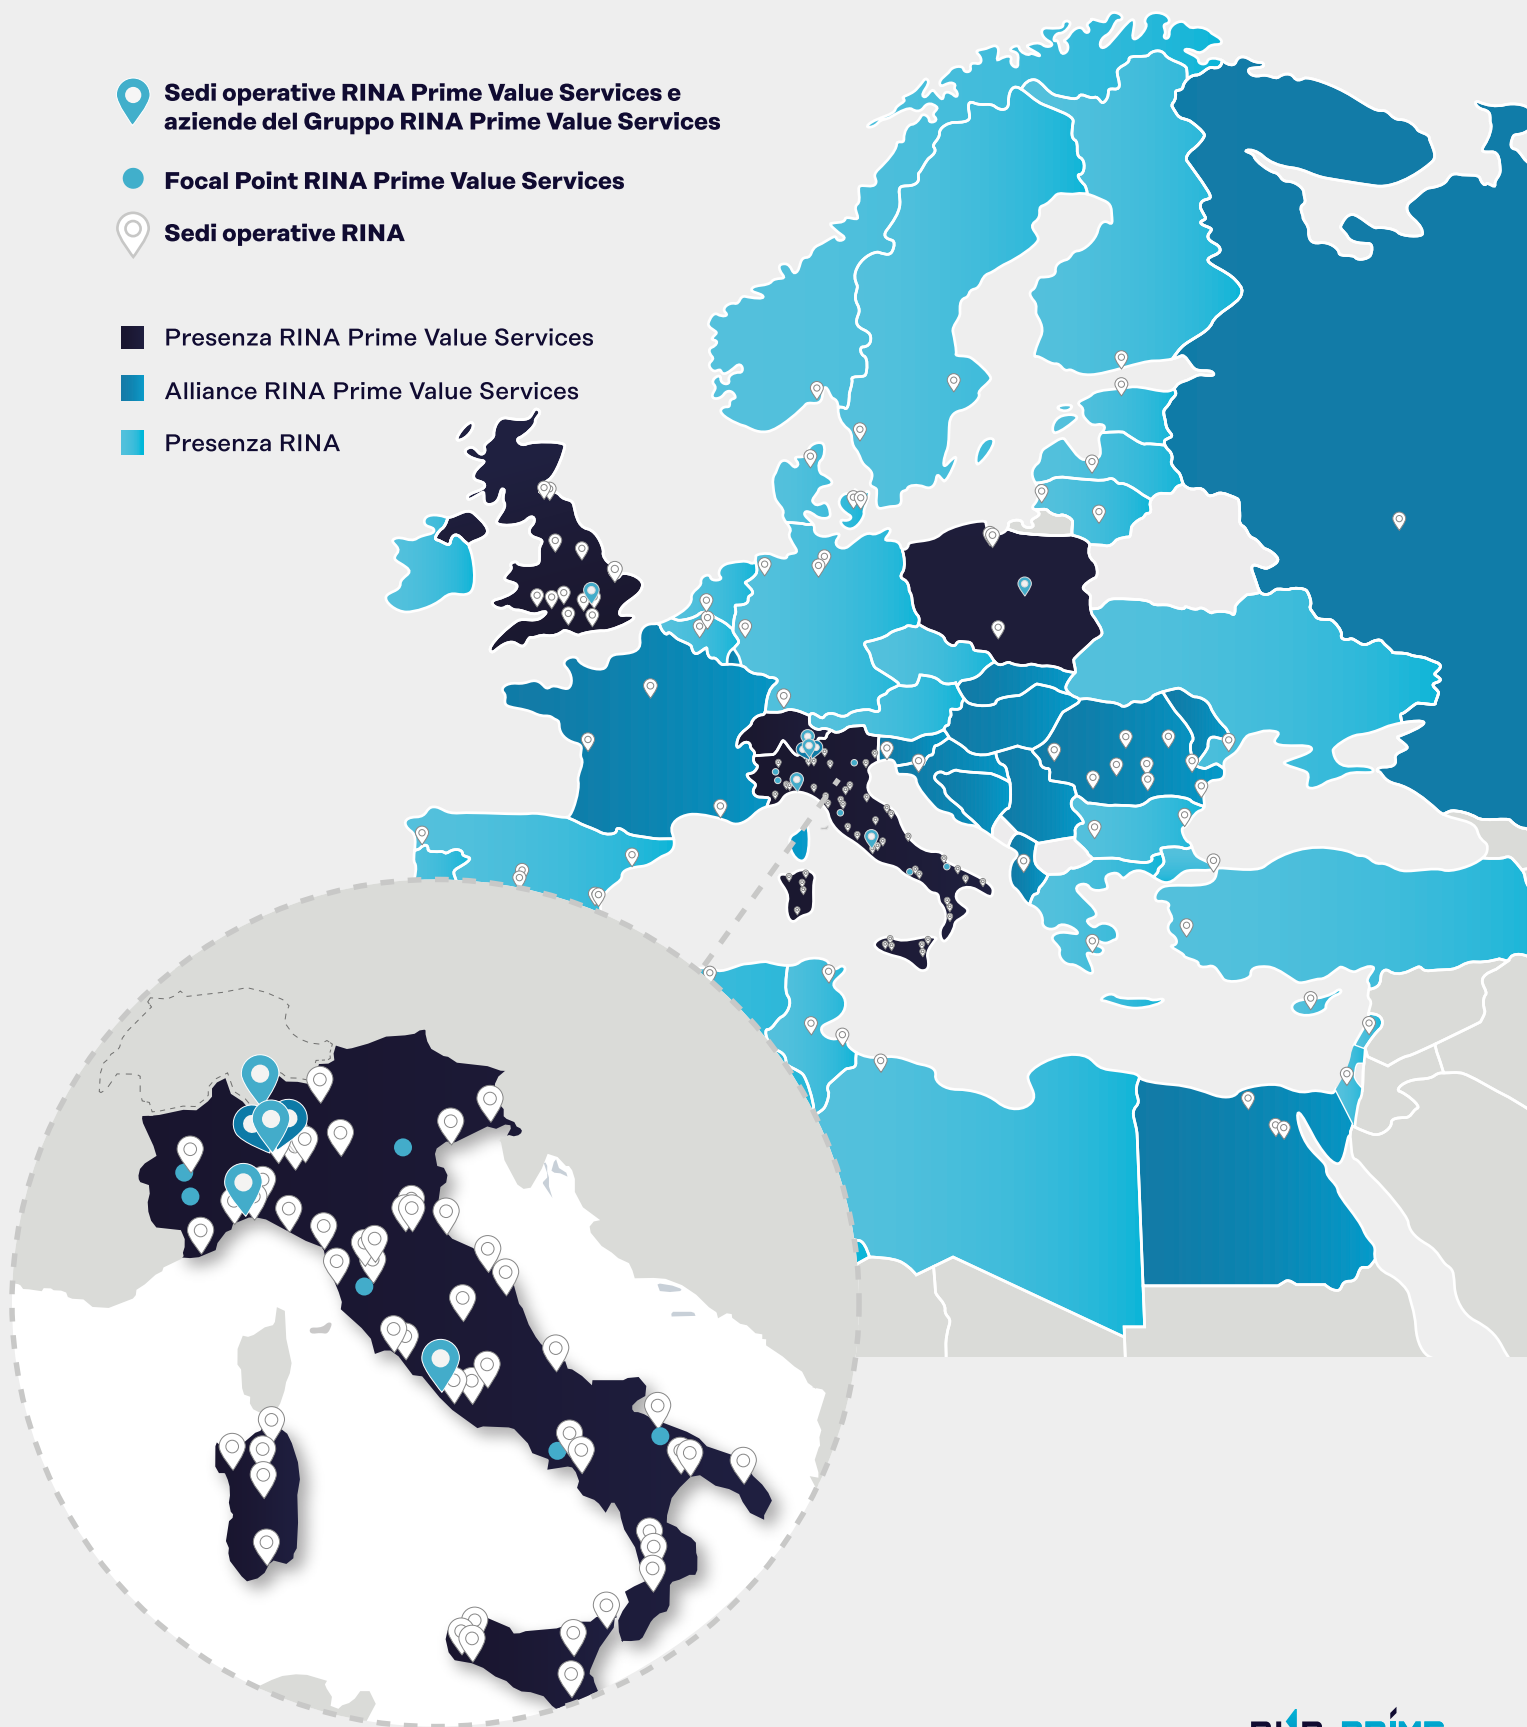 Sedi operative RINA Prime Value Services e
aziende del Gruppo RINA Prime Value Services
Focal Point RINA Prime Value Services
Sedi operative RINA
Presenza RINA Prime Value Services
Alliance RINA Prime Value Services
Presenza RINA